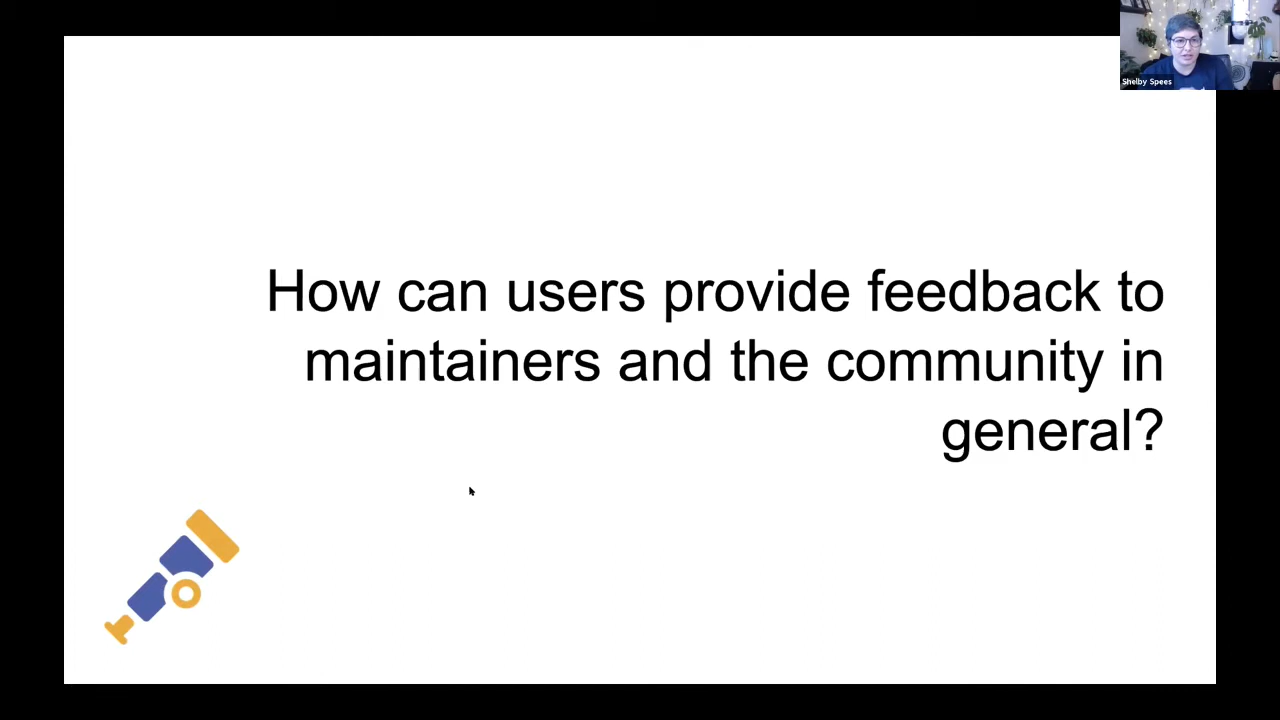 Shelby Spees
How can users provide feedback to
maintainers and the community in
general?